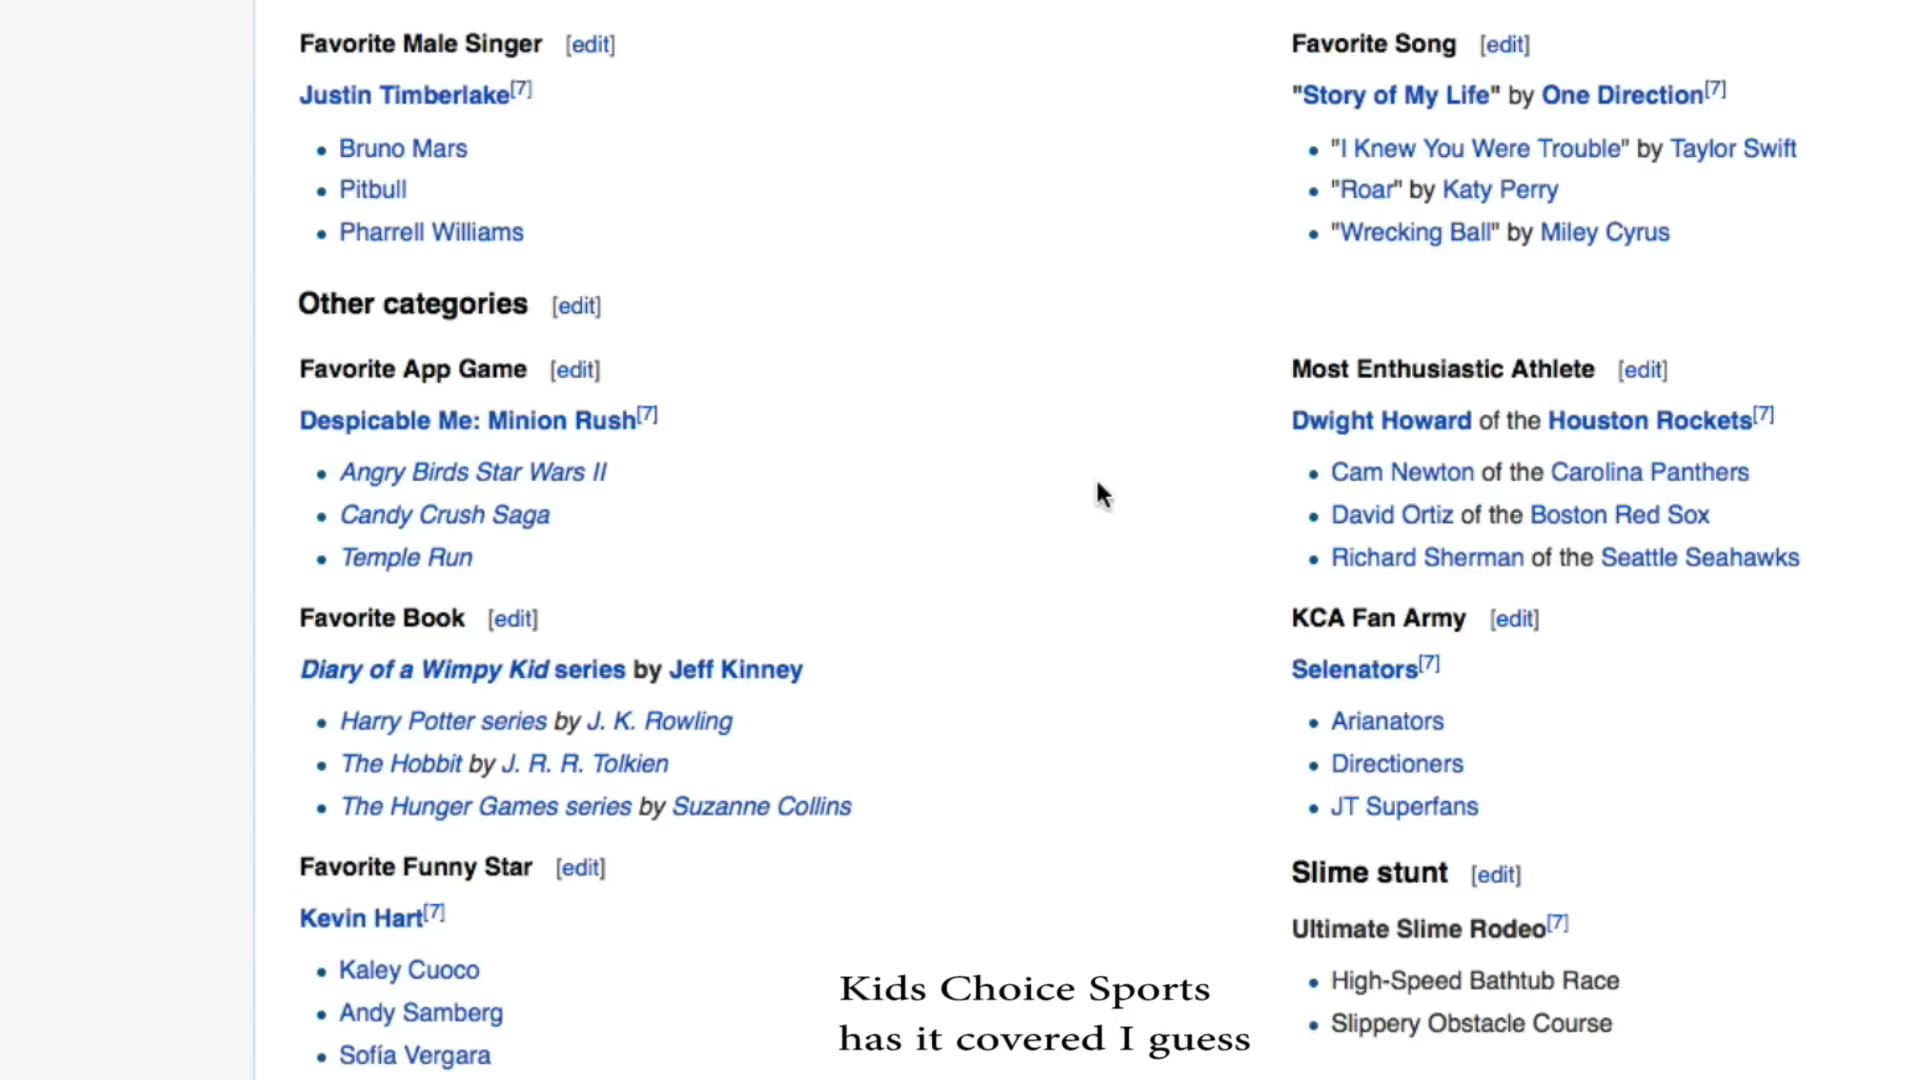 Favorite Male Singer [edit]
Justin Timberlake[7]
• Bruno Mars
• Pitbull
• Pharrell Williams
Favorite Song [edit]
"Story of My Life" by One Direction[7]
• "I Knew You Were Trouble" by Taylor Swift
• "Roar" by Katy Perry
• "Wrecking Ball" by Miley Cyrus
Other categories [edit]
Favorite App Game [edit]
Despicable Me: Minion Rush[7]
• Angry Birds Star Wars II
• Candy Crush Saga
• Temple Run
Favorite Book [edit]
Diary of a Wimpy Kid series by Jeff Kinney
• Harry Potter series by J. K. Rowling
• The Hobbit by J. R. R. Tolkien
• The Hunger Games series by Suzanne Collins
Favorite Funny Star [edit]
Kevin Hart[7]
• Kaley Cuoco
• Andy Samberg
• Sofía Vergara
Most Enthusiastic Athlete [edit]
Dwight Howard of the Houston Rockets[7]
• Cam Newton of the Carolina Panthers
• David Ortiz of the Boston Red Sox
• Richard Sherman of the Seattle Seahawks
KCA Fan Army [edit]
Selenators[7]
• Arianators
• Directioners
• JT Superfans
Slime stunt [edit]
Ultimate Slime Rodeo[7]
• High-Speed Bathtub Race
• Slippery Obstacle Course
Kids Choice Sports
has it covered I guess